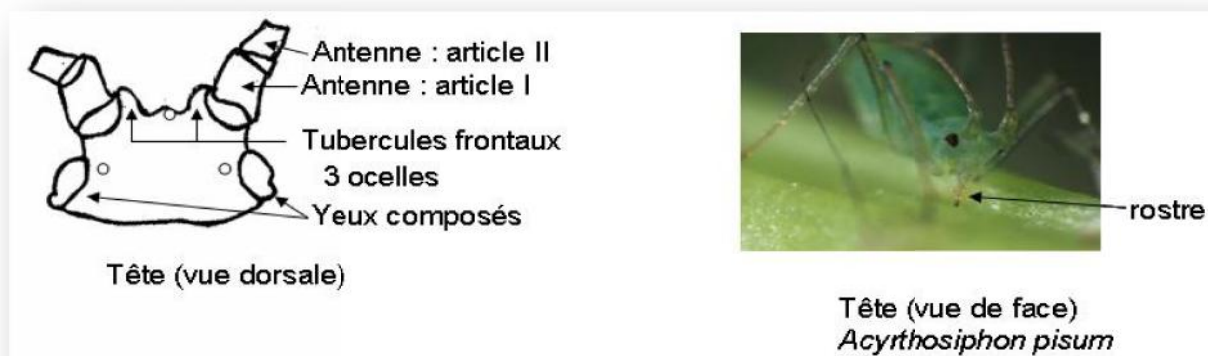 Antenne : article II
Antenne : article I
Tubercules frontaux
3 ocelles
Yeux composés
Tête (vue dorsale)
rostre
Tête (vue de face)
Acyrthosiphon pisum